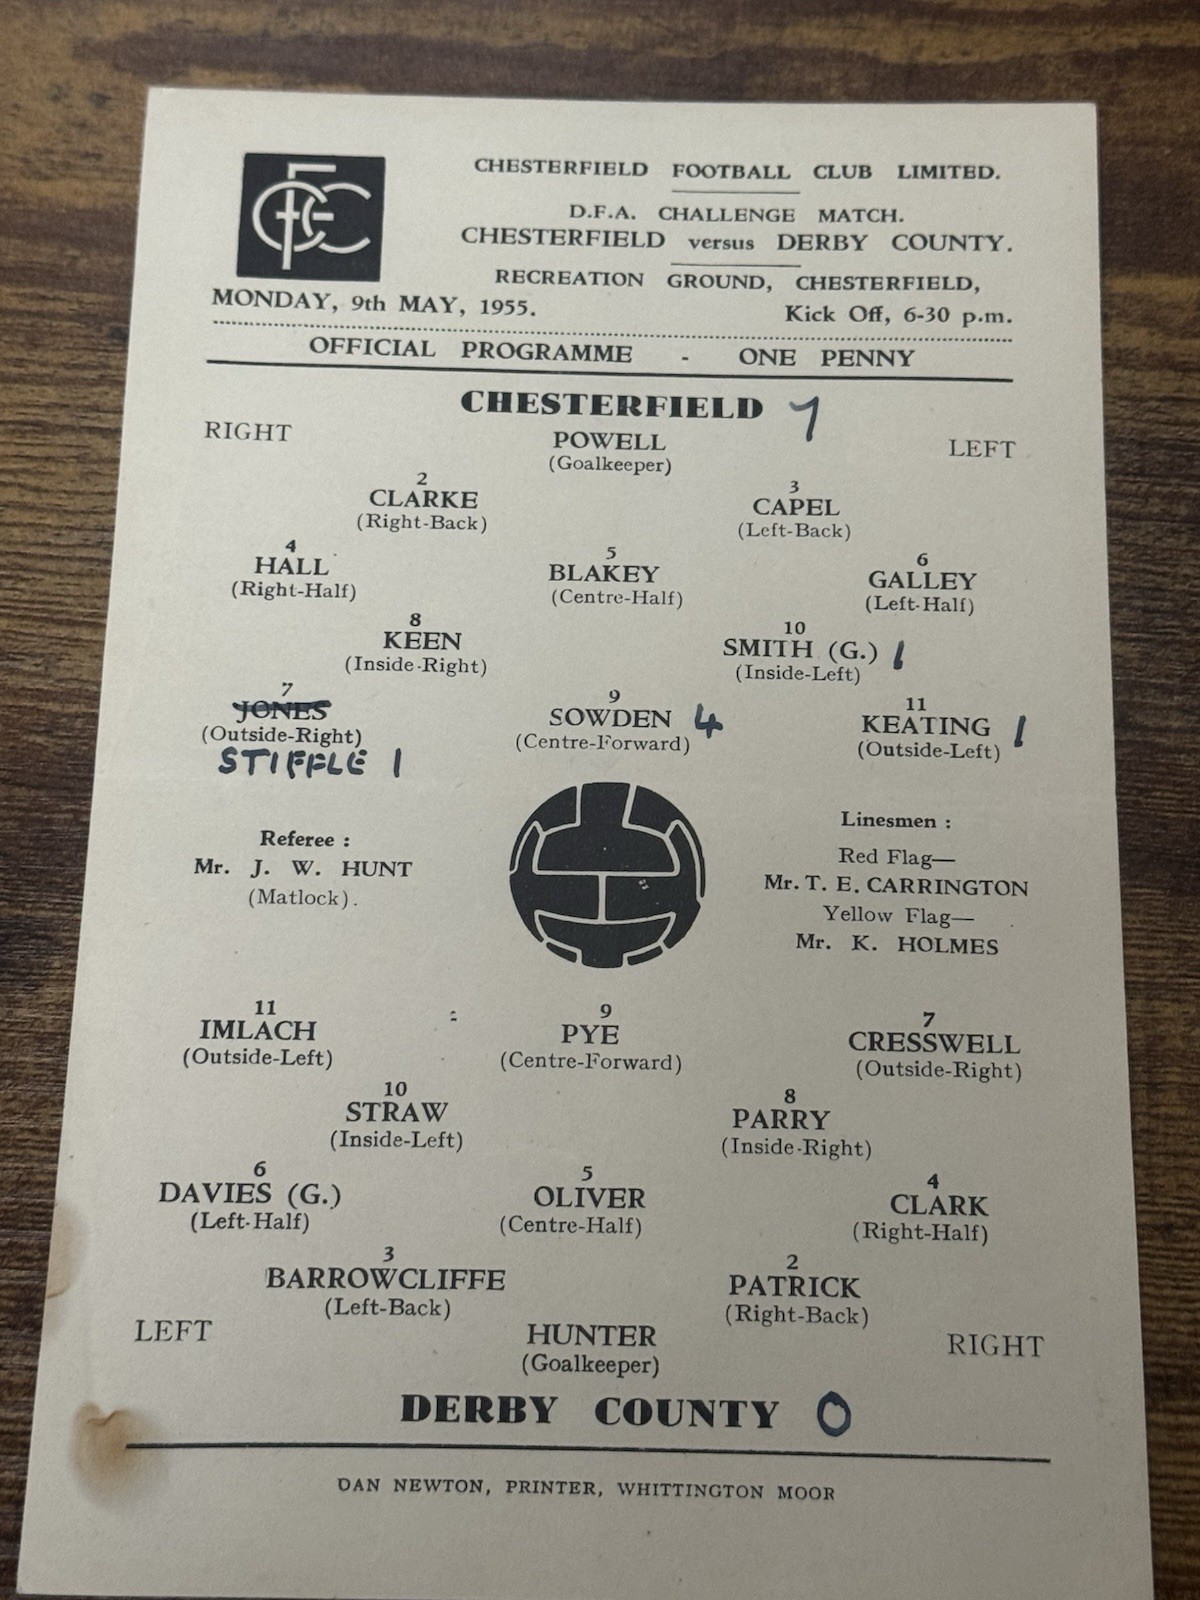 CFC
CHESTERFIELD FOOTBALL CLUB LIMITED.
D.F.A. CHALLENGE MATCH.
CHESTERFIELD versus DERBY COUNTY.
RECREATION GROUND, CHESTERFIELD,
MONDAY, 9th MAY, 1955. Kick Off, 6-30 p.m.
OFFICIAL PROGRAMME - ONE PENNY
CHESTERFIELD 7
RIGHT POWELL LEFT
(Goalkeeper)
2 3
CLARKE CAPEL
(Right-Back) (Left-Back)
4 5 6
HALL BLAKEY GALLEY
(Right-Half) (Centre-Half) (Left-Half)
8 10
KEEN SMITH (G.) 1
(Inside-Right) (Inside-Left)
7 9 11
JONES SOWDEN 4 KEATING 1
(Outside-Right) (Centre-Forward) (Outside-Left)
STIFFLE 1
Referee : Linesmen :
Mr. J. W. HUNT Red Flag—
(Matlock). Mr. T. E. CARRINGTON
Yellow Flag—
Mr. K. HOLMES
11 9 7
IMLACH PYE CRESSWELL
(Outside-Left) (Centre-Forward) (Outside-Right)
10 8
STRAW PARRY
(Inside-Left) (Inside-Right)
6 5 4
DAVIES (G.) OLIVER CLARK
(Left-Half) (Centre-Half) (Right-Half)
3 2
BARROWCLIFFE PATRICK
(Left-Back) (Right-Back)
LEFT HUNTER RIGHT
(Goalkeeper)
DERBY COUNTY 0
DAN NEWTON, PRINTER, WHITTINGTON MOOR